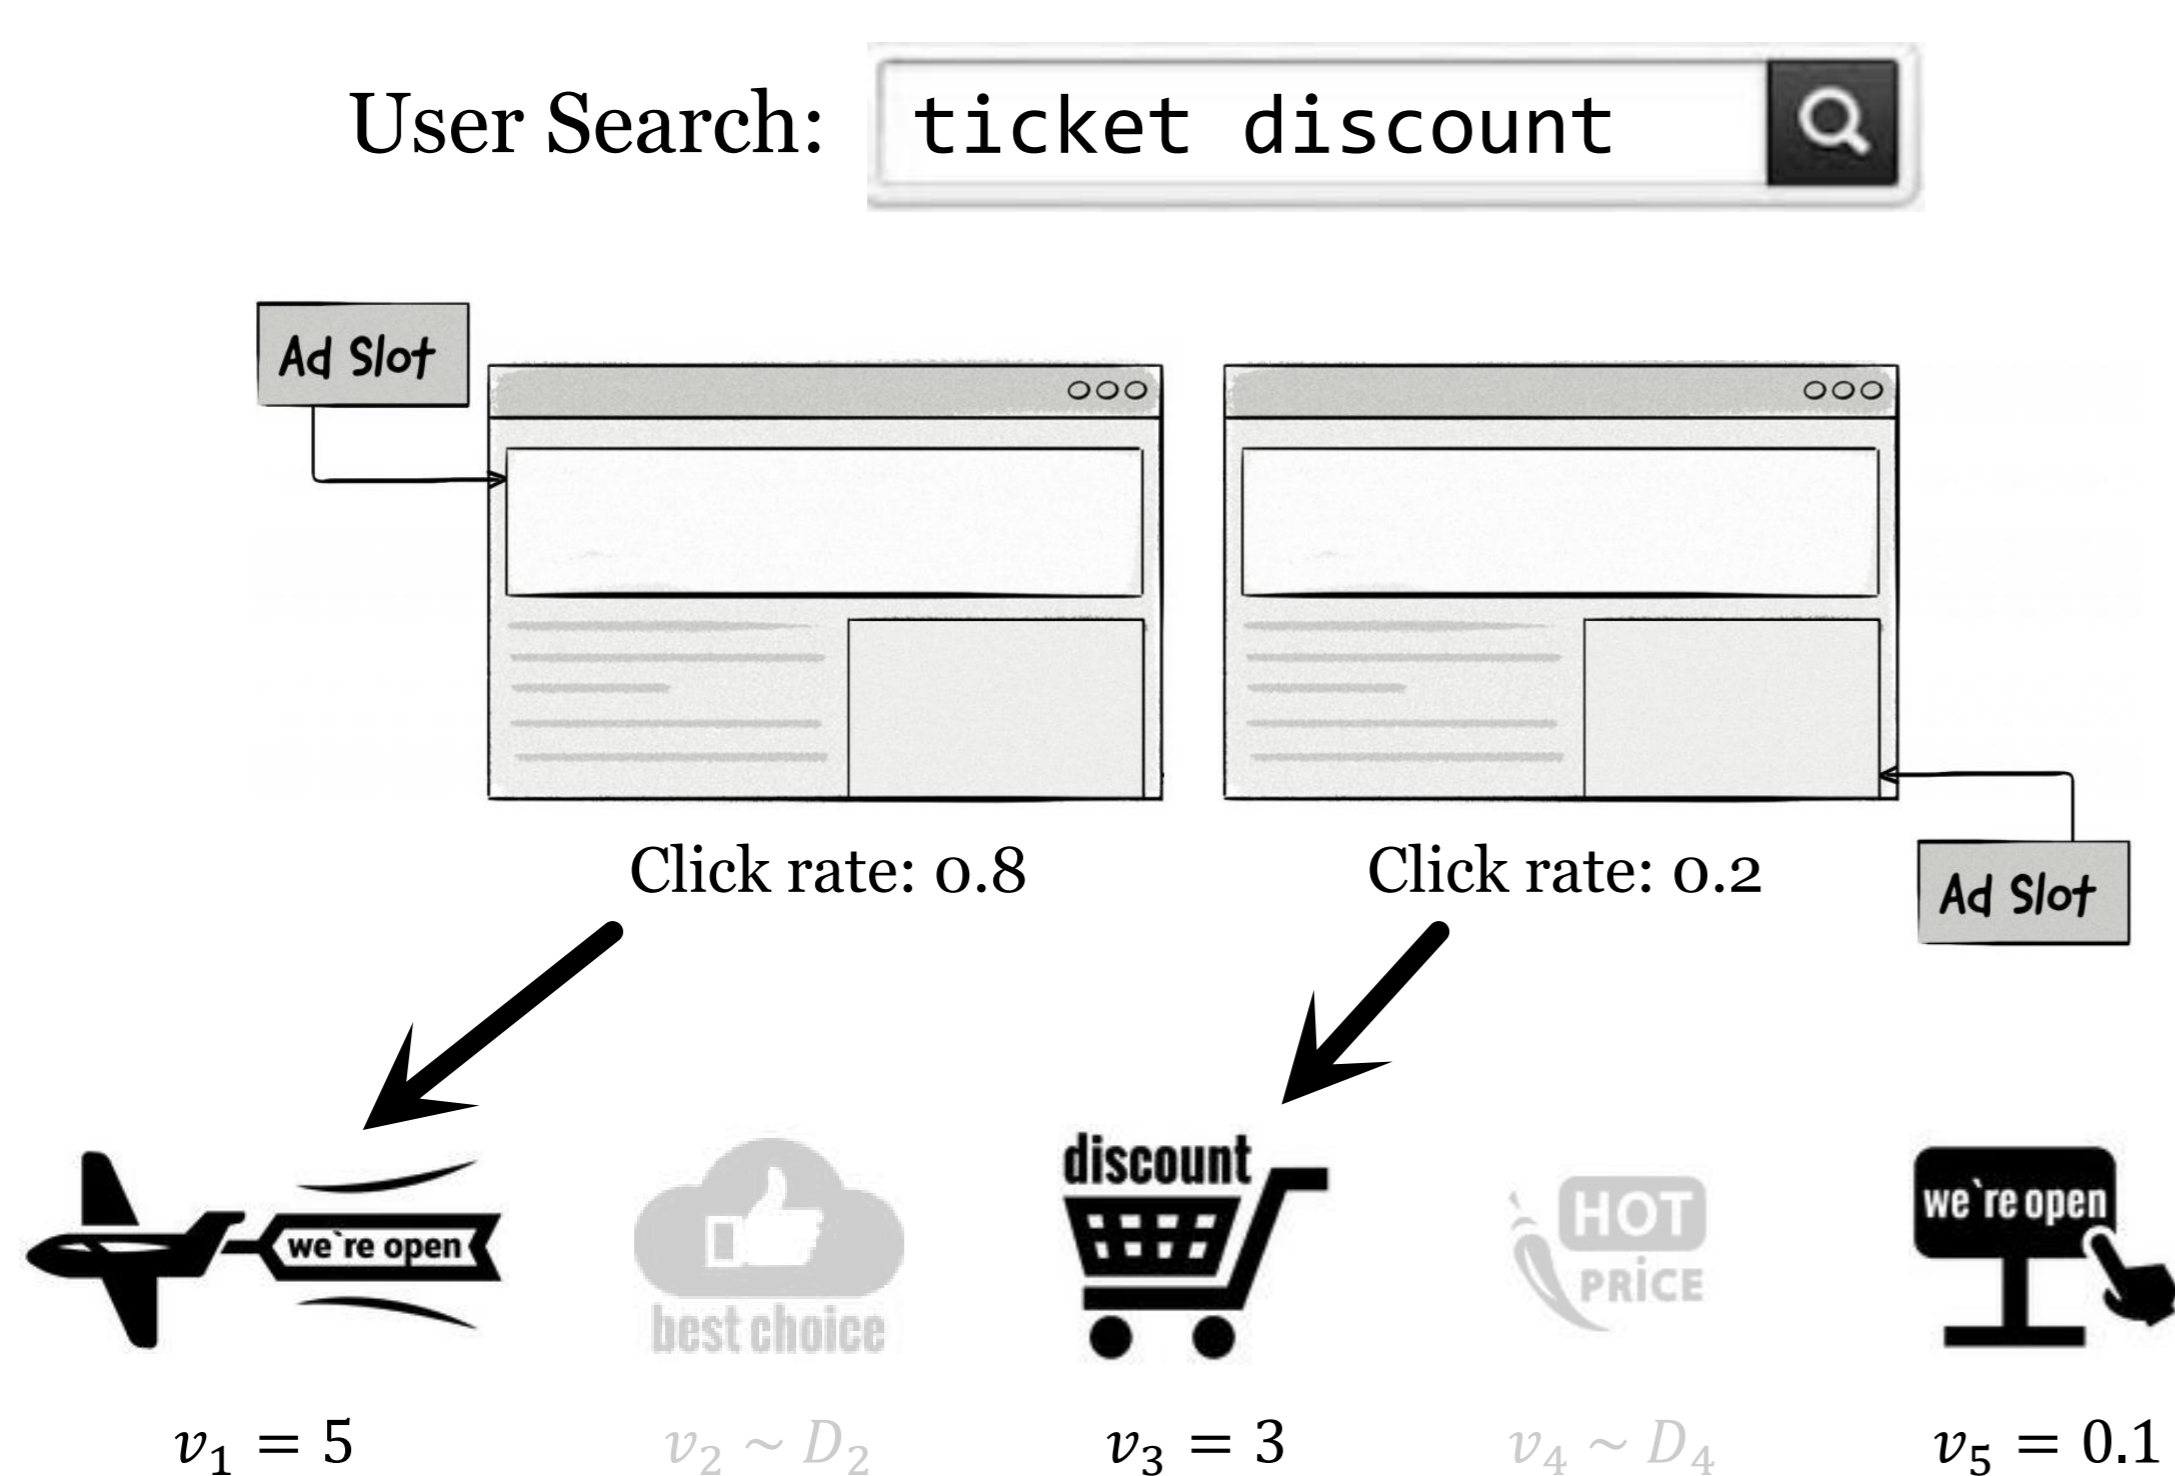 User Search: ticket discount
Ad Slot
Click rate: 0.8 Click rate: 0.2
Ad Slot
discount
we`re open
best choice
HOT
PRiCE
we`re open
v₁ = 5 v₂ ~ D₂ v₃ = 3 v₄ ~ D₄ v₅ = 0.1